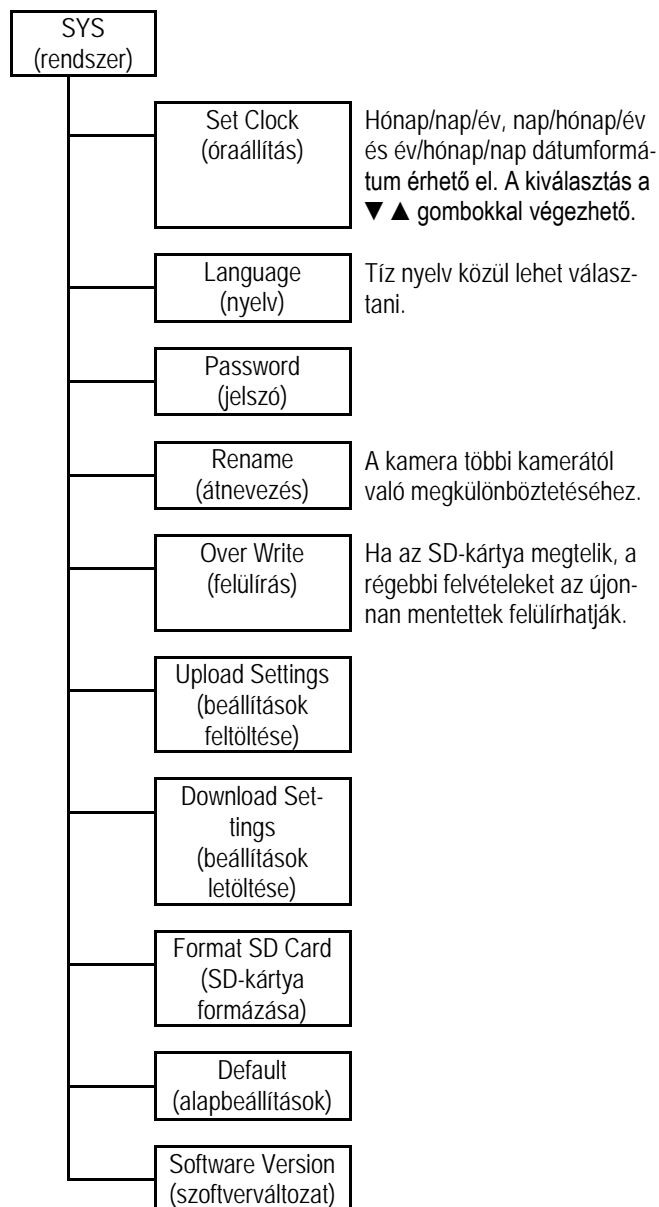 SYS
(rendszer)
Set Clock
(óraállítás)
Hónap/nap/év, nap/hónap/év
és év/hónap/nap dátumformá-
tum érhető el. A kiválasztás a
▼ ▲ gombokkal végezhető.
Language
(nyelv)
Tíz nyelv közül lehet válasz-
tani.
Password
(jelszó)
Rename
(átnevezés)
A kamera többi kamerától
való megkülönböztetéséhez.
Over Write
(felülírás)
Ha az SD-kártya megtelik, a
régebbi felvételeket az újon-
nan mentettek felülírhatják.
Upload Settings
(beállítások
feltöltése)
Download Set-
tings
(beállítások
letöltése)
Format SD Card
(SD-kártya
formázása)
Default
(alapbeállítások)
Software Version
(szoftverváltozat)